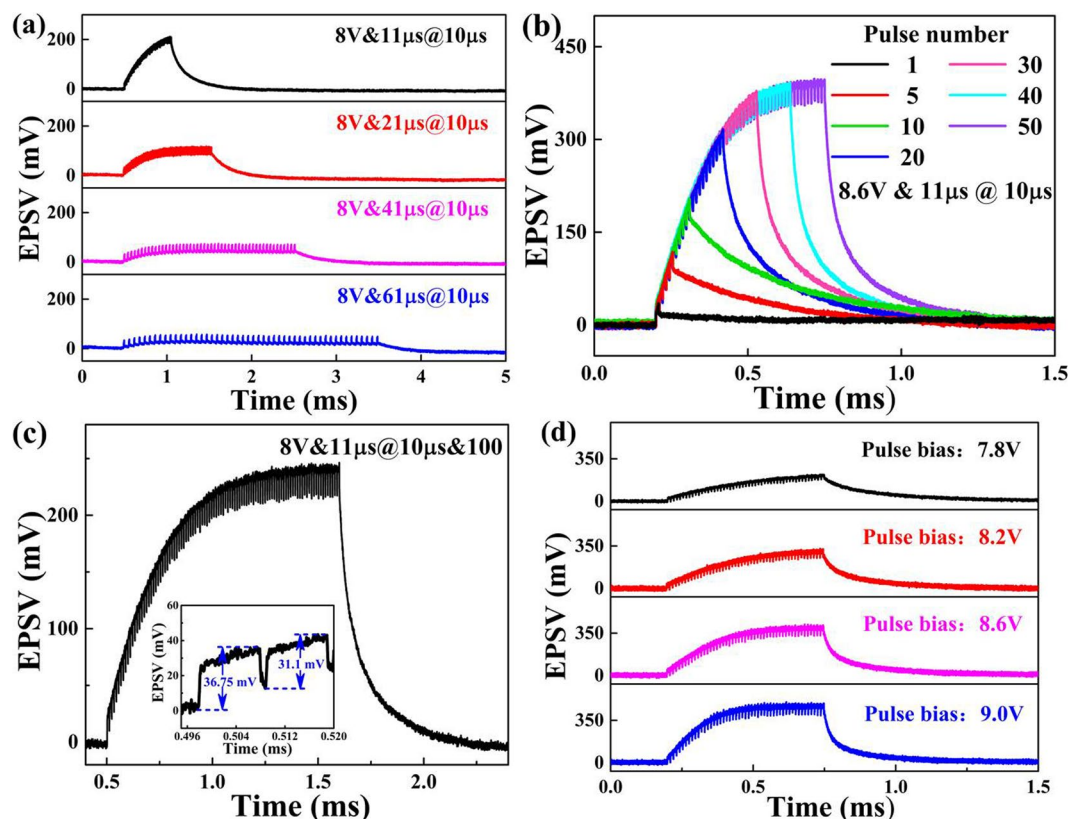 (a)
8V&11μs@10μs
200
0
8V&21μs@10μs
200
0
8V&41μs@10μs
200
0
8V&61μs@10μs
200
0
EPSV (mV)
0 1 2 3 4 5
Time (ms)
(b)
Pulse number
1 30
5 40
10 50
20
8.6V & 11μs @ 10μs
450
300
150
0
EPSV (mV)
0.0 0.5 1.0 1.5
Time (ms)
(c)
8V&11μs@10μs&100
200
100
0
EPSV (mV)
60
40
20
0
EPSV (mV)
36.75 mV
31.1 mV
0.496 0.504 0.512 0.520
Time (ms)
0.5 1.0 1.5 2.0
Time (ms)
(d)
Pulse bias: 7.8V
350
0
Pulse bias: 8.2V
350
0
Pulse bias: 8.6V
350
0
Pulse bias: 9.0V
350
0
EPSV (mV)
0.0 0.5 1.0 1.5
Time (ms)